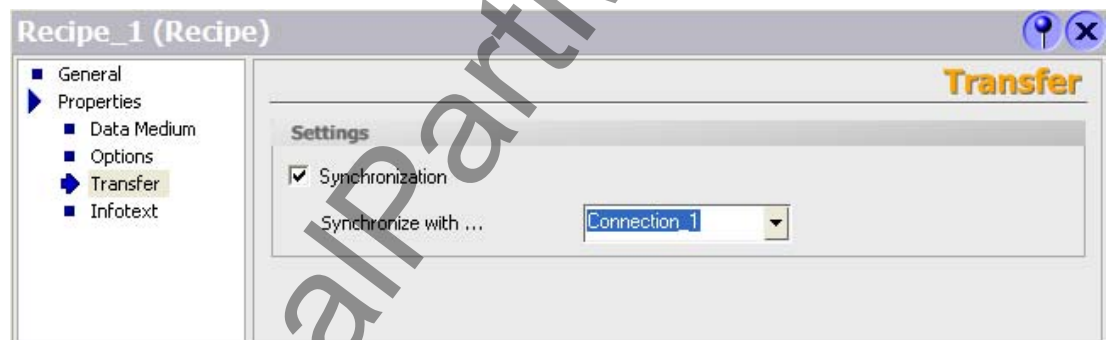 Recipe_1 (Recipe)
General
Properties
Data Medium
Options
Transfer
Infotext
Transfer
Settings
Synchronization
Synchronize with ...
Connection_1